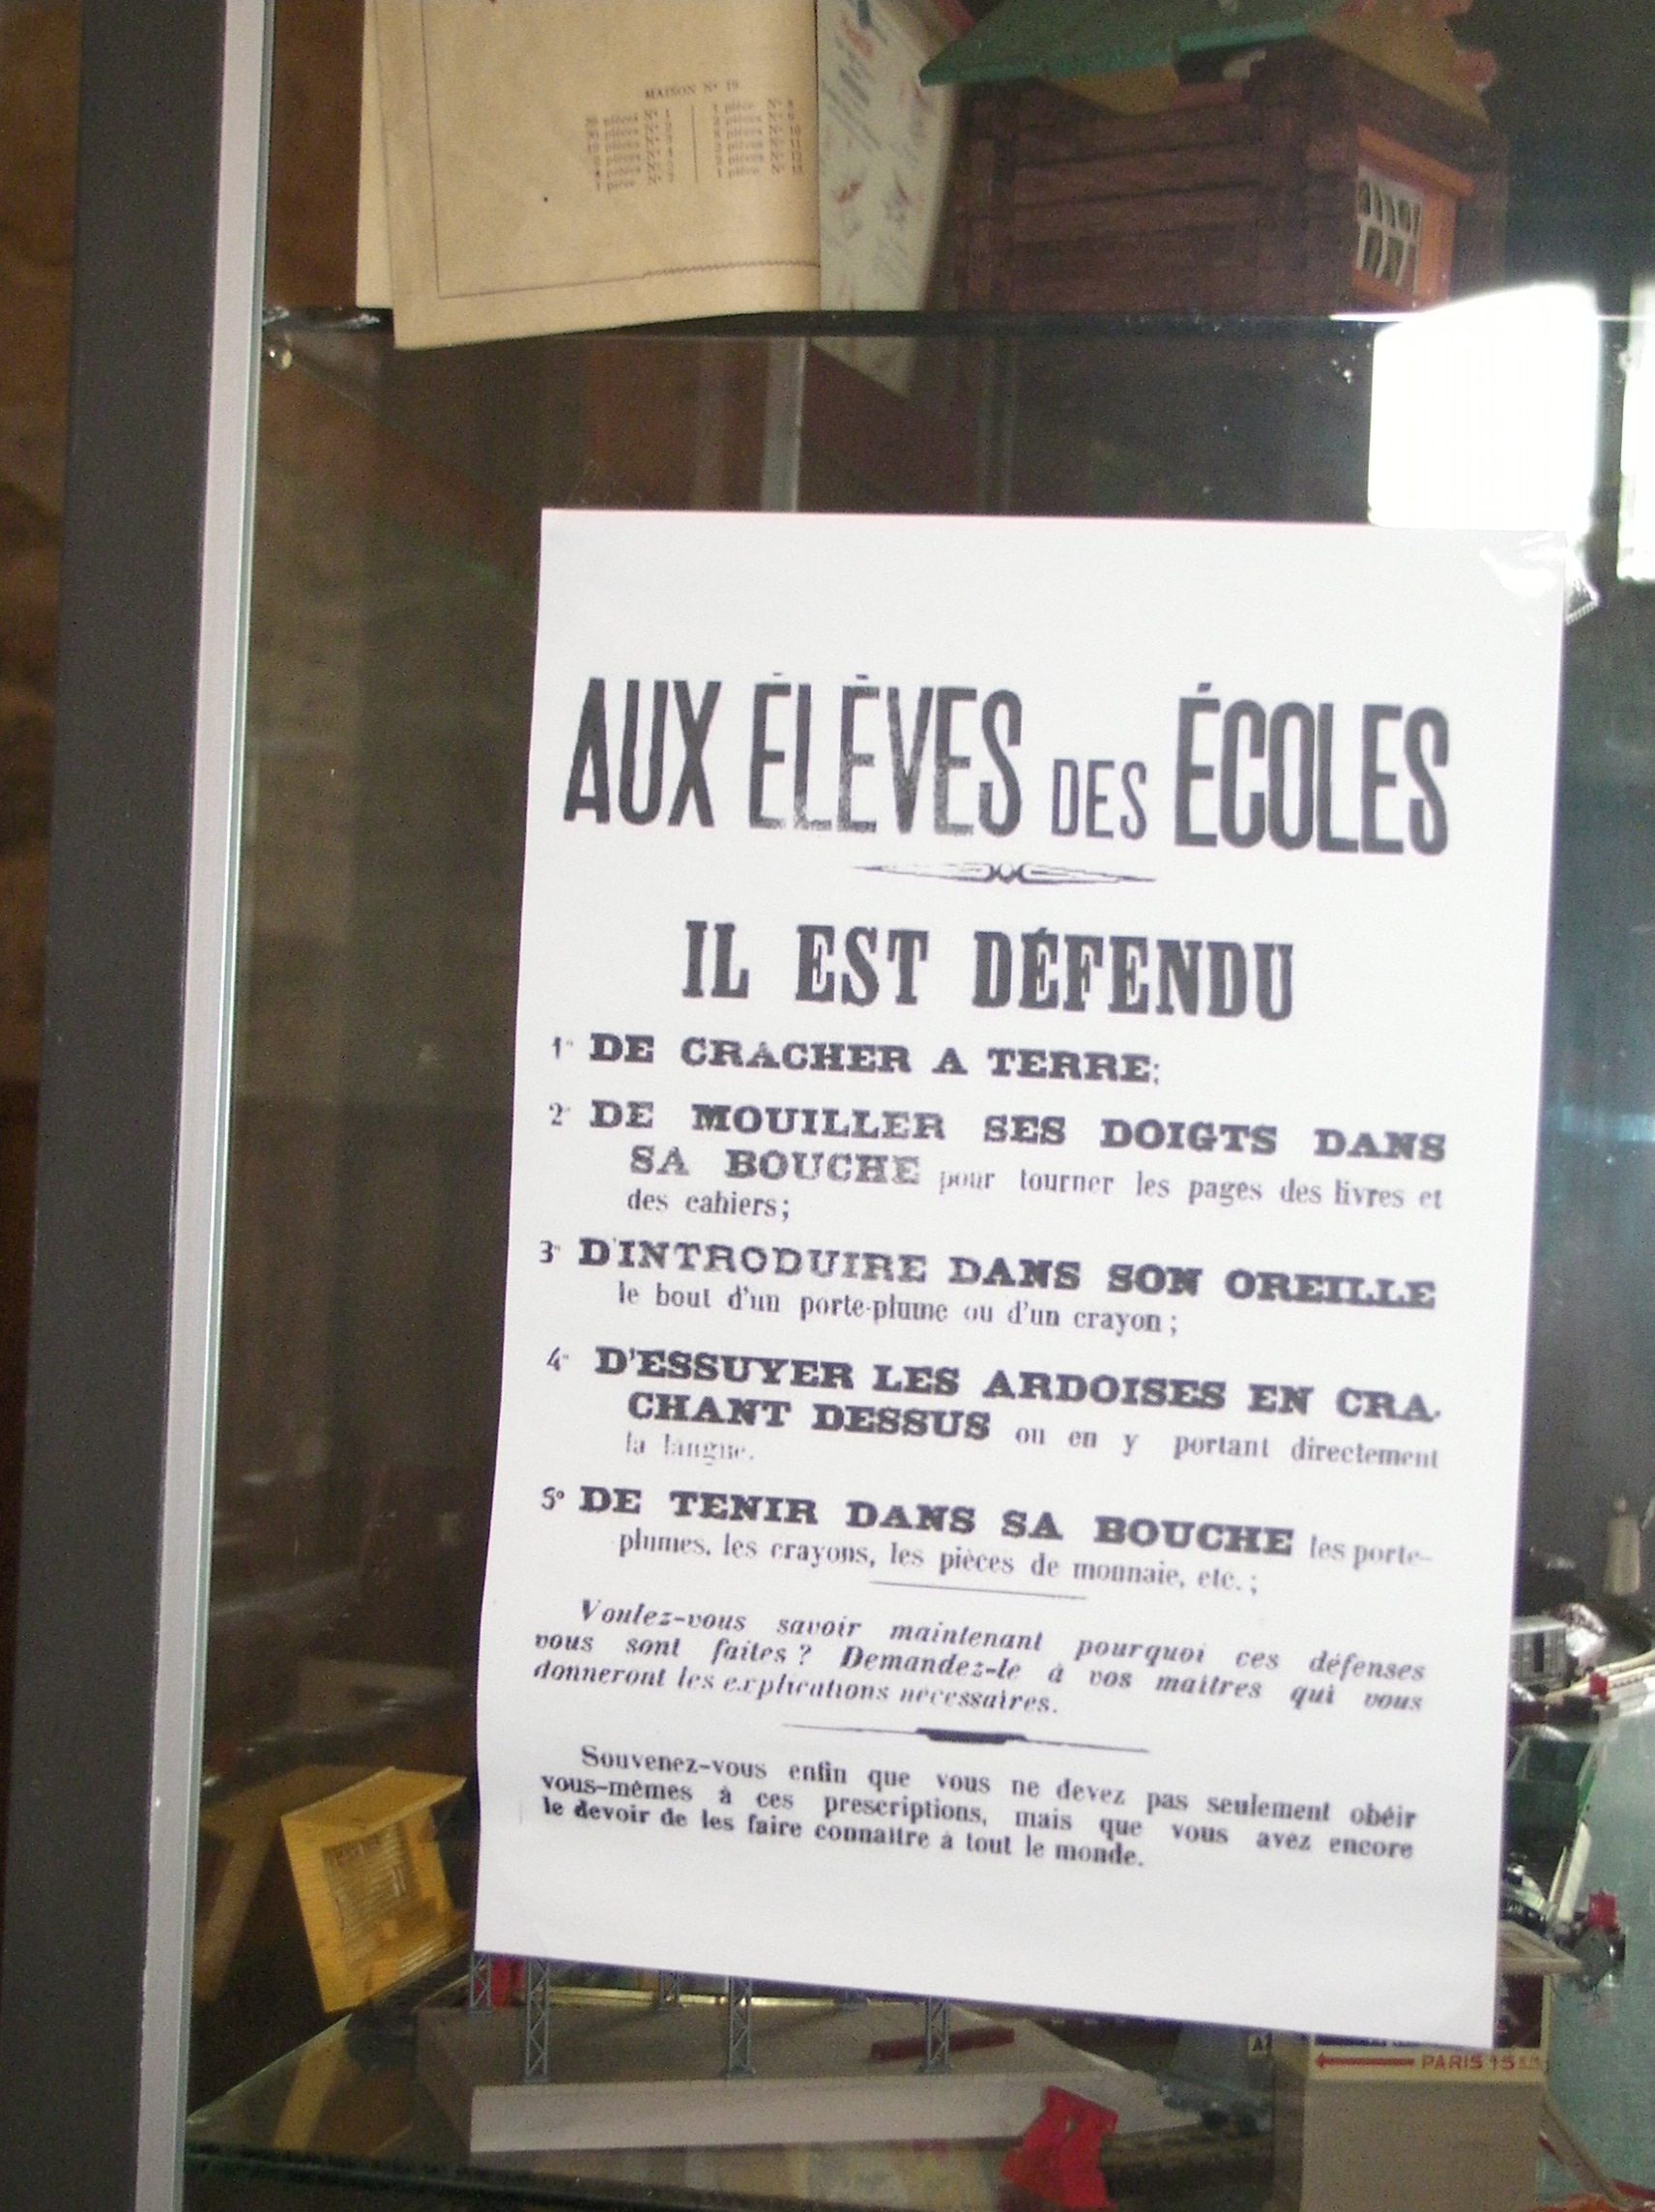 MAISON N° 19
1 pièce N° 8
AUX ÉLÈVES DES ÉCOLES
IL EST DÉFENDU
1° DE CRACHER A TERRE;
2° DE MOUILLER SES DOIGTS DANS
SA BOUCHE pour tourner les pages des livres et
des cahiers;
3° D'INTRODUIRE DANS SON OREILLE
le bout d'un porte-plume ou d'un crayon;
4° D'ESSUYER LES ARDOISES EN CRA-
CHANT DESSUS ou en y portant directement
la langue.
5° DE TENIR DANS SA BOUCHE les porte-
plumes, les crayons, les pièces de monnaie, etc.;
Voulez-vous savoir maintenant pourquoi ces défenses
vous sont faites? Demandez-le à vos maîtres qui vous
donneront les explications nécessaires.
Souvenez-vous enfin que vous ne devez pas seulement obéir
vous-mêmes à ces prescriptions, mais que vous avez encore
le devoir de les faire connaître à tout le monde.
PARIS 15